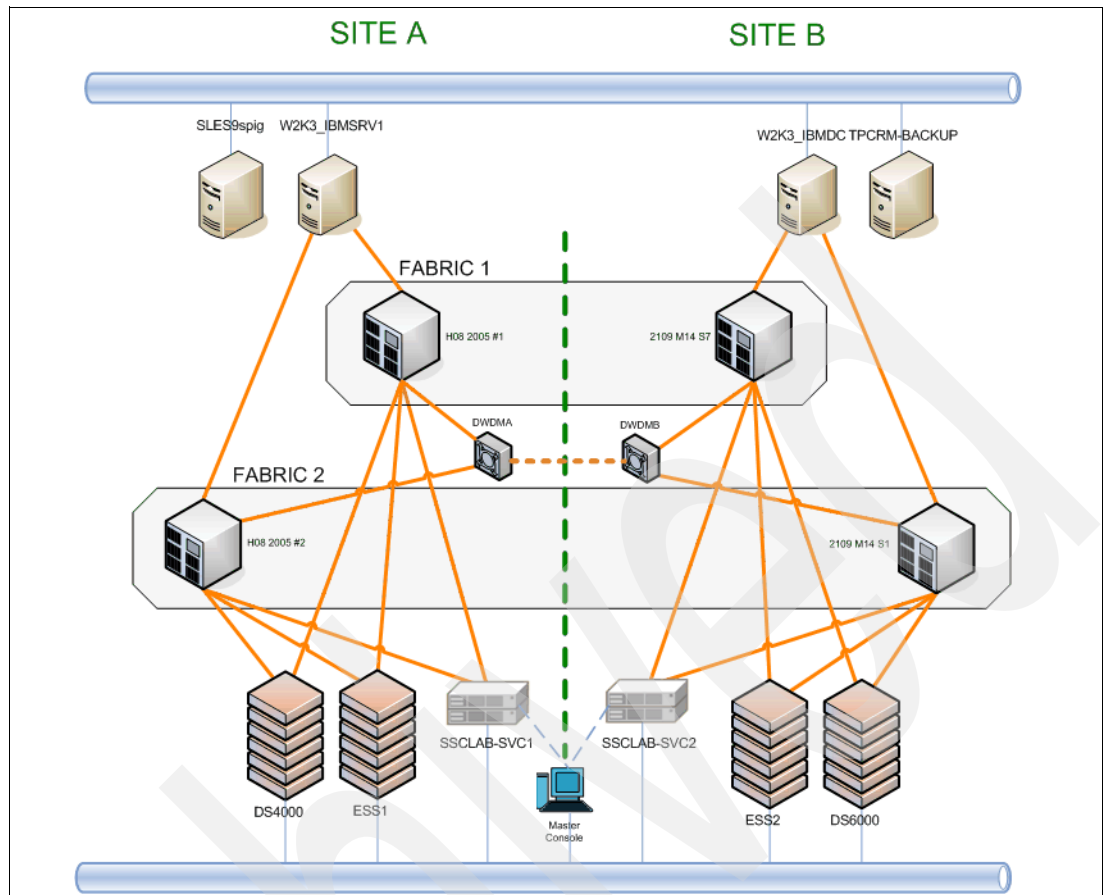 SITE A
SITE B
SLES9spig
W2K3_IBMSRV1
W2K3_IBMDC
TPCRM-BACKUP
FABRIC 1
H08 2005 #1
2109 M14 S7
DWDMA
DWDMB
FABRIC 2
H08 2005 #2
2109 M14 S1
SSCLAB-SVC1
SSCLAB-SVC2
DS4000
ESS1
Master
Console
ESS2
DS6000